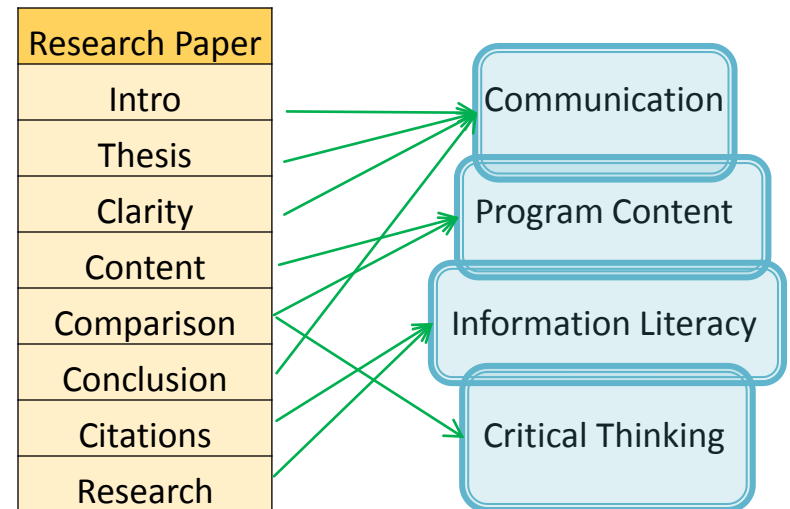 Research Paper
Intro
Thesis
Clarity
Content
Comparison
Conclusion
Citations
Research
Communication
Program Content
Information Literacy
Critical Thinking